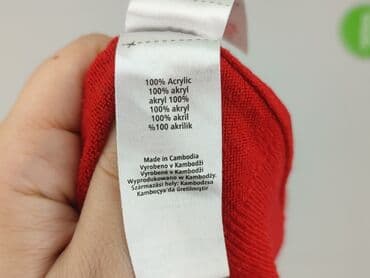 100% Acrylic
100% akryl
akryl 100%
100% akryl
100% akril
%100 akrilik
Made in Cambodia
Vyrobeno v Kambodži
Vyrobené v Kambodži
Wyprodukowano w Kambodży.
Származási hely: Kambodzsa
Kamboçya'da üretilmiştir